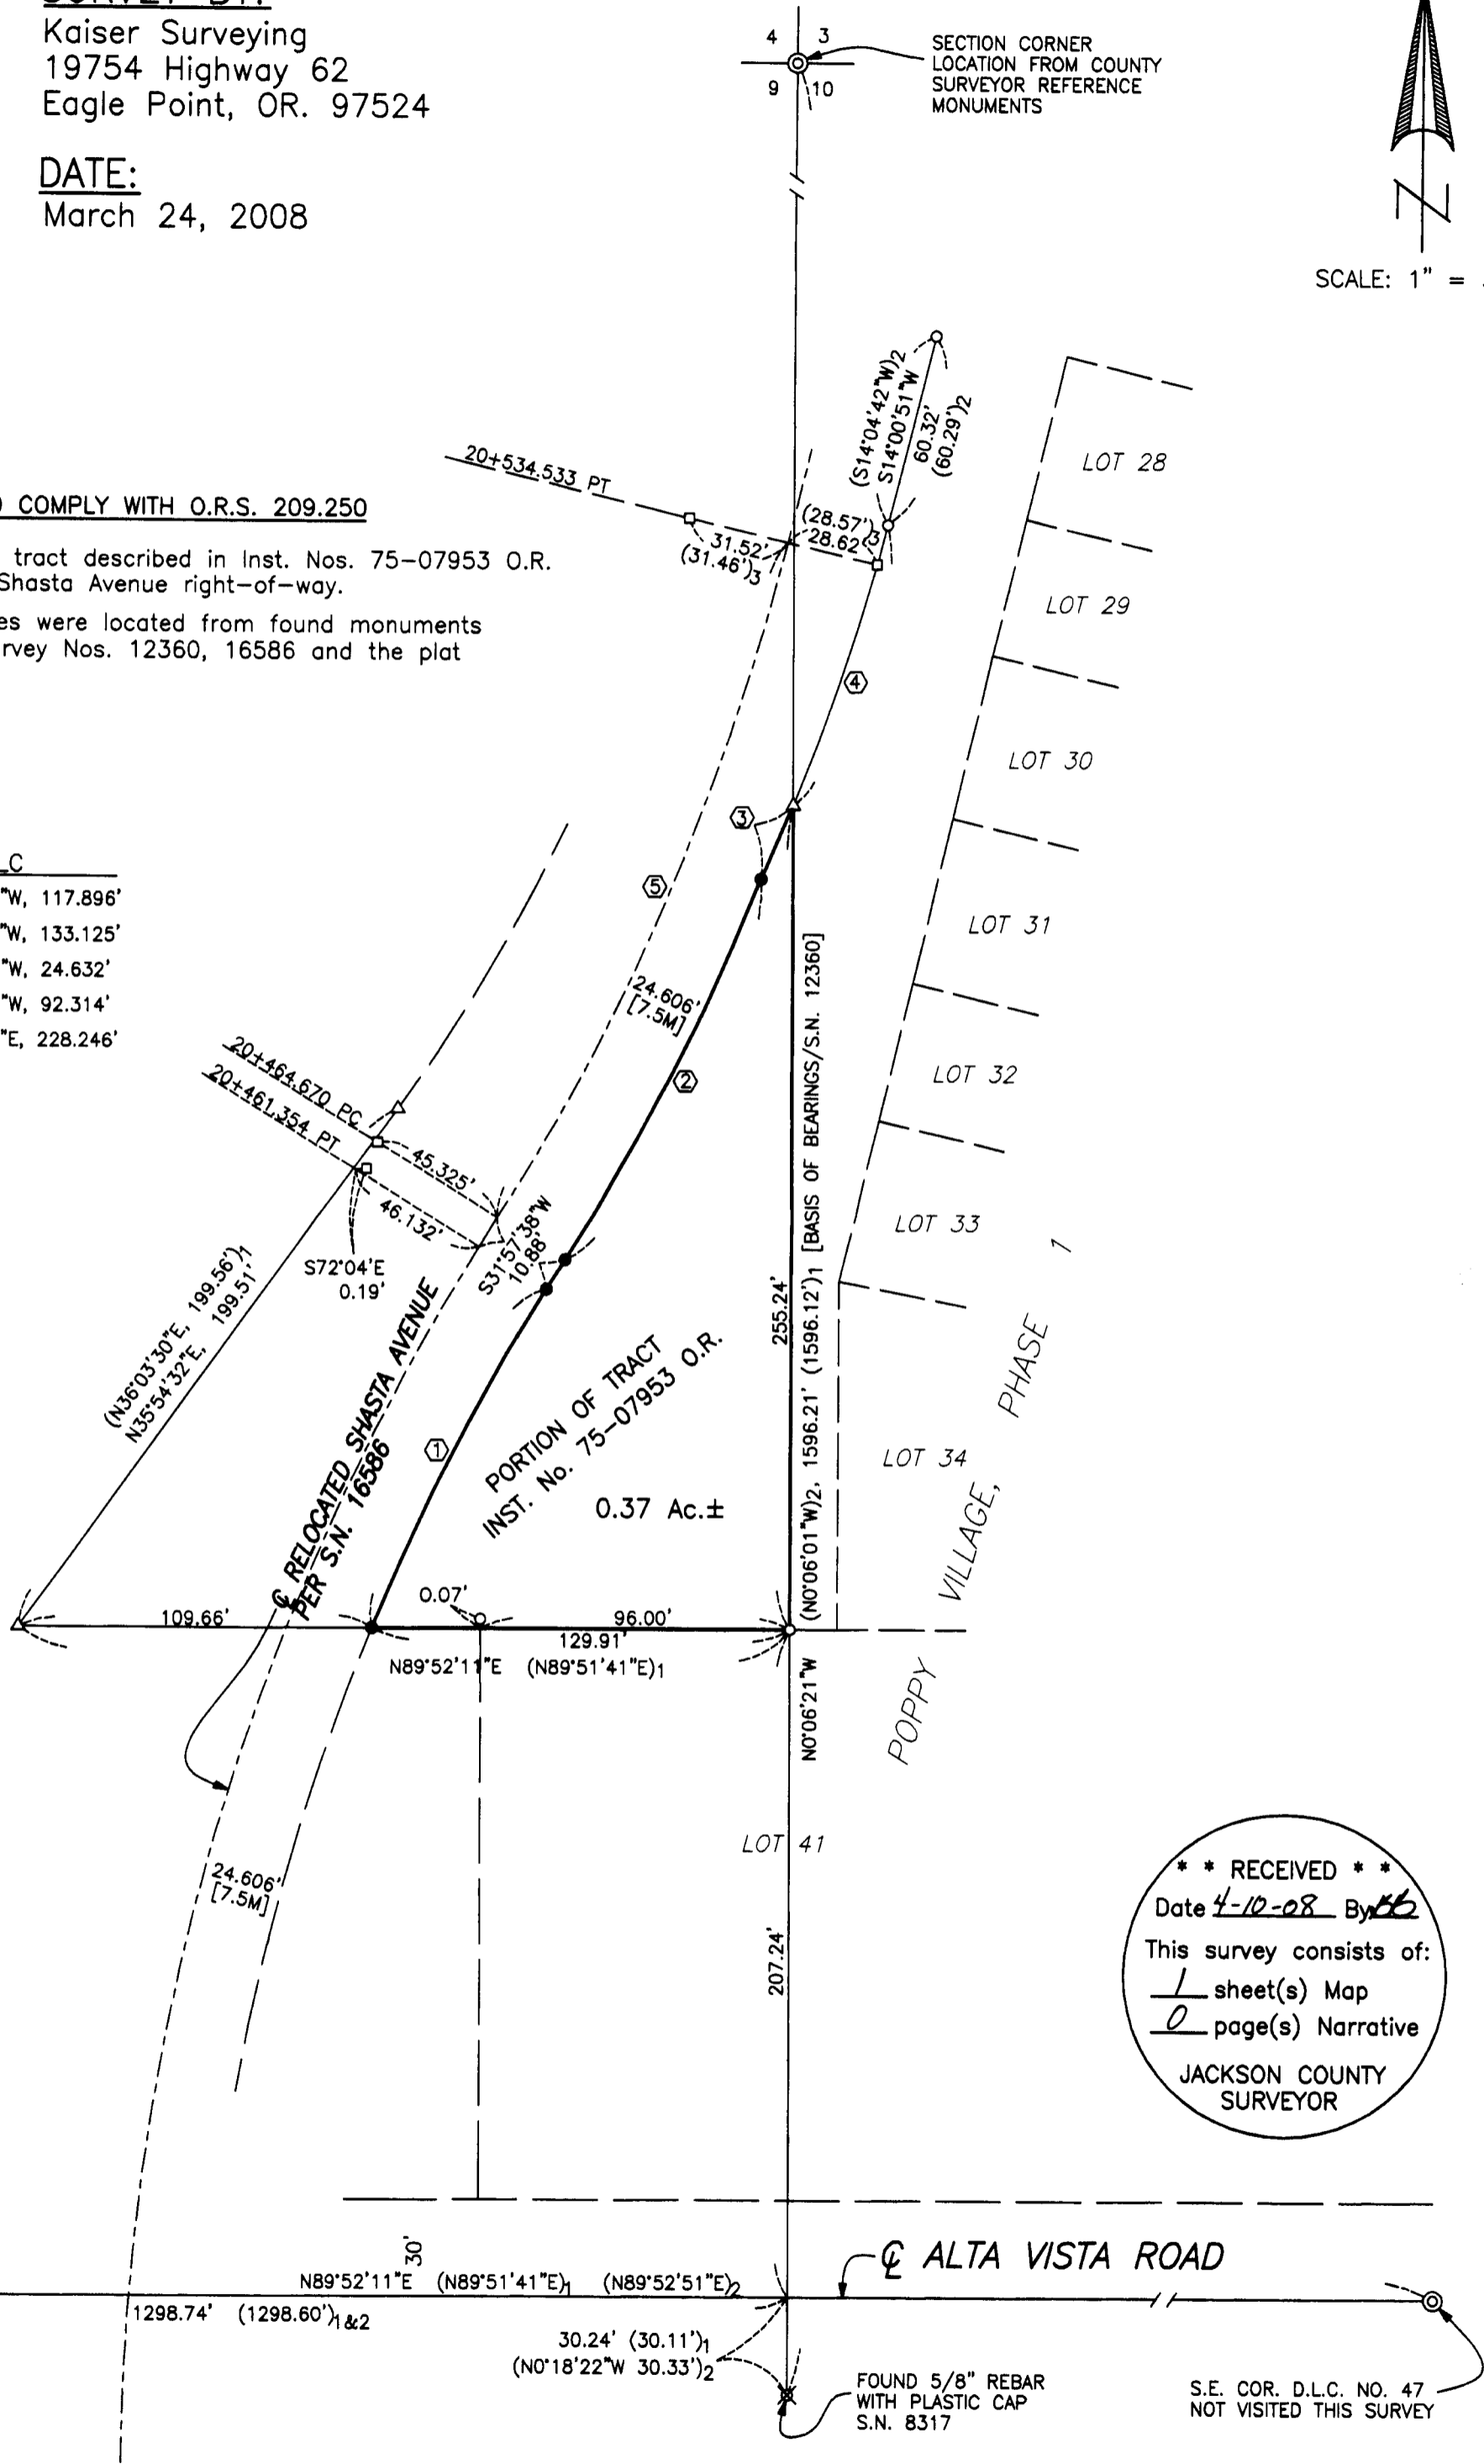 SURVEY BY:
Kaiser Surveying
19754 Highway 62
Eagle Point, OR. 97524
DATE:
March 24, 2008
4 3
9 10
SECTION CORNER
LOCATION FROM COUNTY
SURVEYOR REFERENCE
MONUMENTS
N
SCALE: 1" =
COMPLY WITH O.R.S. 209.250
tract described in Inst. Nos. 75-07953 O.R.
Shasta Avenue right-of-way.
were located from found monuments
Nos. 12360, 16586 and the plat
LC
"W, 117.896'
"W, 133.125'
"W, 24.632'
"W, 92.314'
"E, 228.246'
(S14°04'42"W)2
S14°00'51"W
60.32'
(60.29')2
20+534.533 PT
(28.57')3
28.62'
31.52'
(31.46')3
LOT 28
LOT 29
4
LOT 30
3
5
LOT 31
24.606'
[7.5M]
2
LOT 32
20+464.670 PC
20+461.354 PT
45.325'
46.132'
S72°04'E
0.19'
S31°57'38"W
10.88'
LOT 33
(N36°03'30"E, 199.56')1
N35°54'32"E, 199.51'
255.24'
(N0°06'01"W)2, 1596.21' (1596.12')1 [BASIS OF BEARINGS/S.N. 12360]
℄ RELOCATED SHASTA AVENUE
PER S.N. 16586
1
PORTION OF TRACT
INST. No. 75-07953 O.R.
0.37 Ac.±
LOT 34
POPPY VILLAGE, PHASE 1
109.66'
0.07'
96.00'
129.91'
N89°52'11"E (N89°51'41"E)1
N0°06'21"W
LOT 41
24.606'
[7.5M]
207.24'
* * RECEIVED * *
Date 4-10-08 By
This survey consists of:
1 sheet(s) Map
0 page(s) Narrative
JACKSON COUNTY
SURVEYOR
30'
℄ ALTA VISTA ROAD
N89°52'11"E (N89°51'41"E)1 (N89°52'51"E)2
1298.74' (1298.60')1&2
30.24' (30.11')1
(N0°18'22"W 30.33')2
FOUND 5/8" REBAR
WITH PLASTIC CAP
S.N. 8317
S.E. COR. D.L.C. NO. 47
NOT VISITED THIS SURVEY